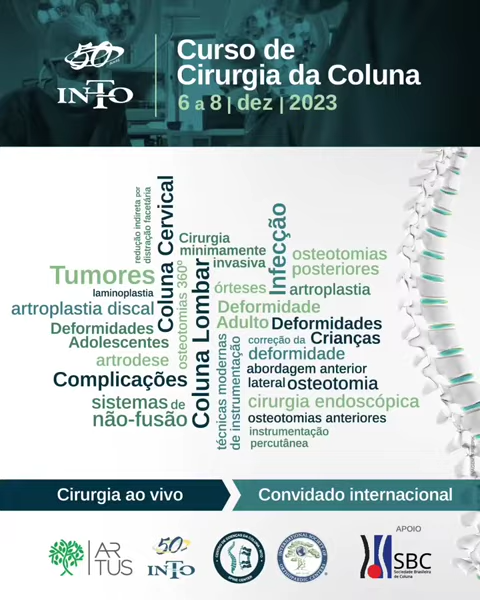 50
INTO
Curso de
Cirurgia da Coluna
6 a 8 | dez | 2023
redução indireta por
distração facetária
Coluna Cervical
Cirurgia
minimamente
invasiva
Infecção
osteotomias
posteriores
Tumores
laminoplastia
artroplastia discal
osteotomias 360º
Coluna Lombar
órteses
artroplastia
Deformidade
Adulto
Deformidades
Adolescentes
Deformidades
Crianças
correção da
deformidade
artrodese
Complicações
técnicas modernas
de instrumentação
abordagem anterior
lateral
osteotomia
sistemas de
não-fusão
cirurgia endoscópica
osteotomias anteriores
instrumentação
percutânea
Cirurgia ao vivo
Convidado internacional
AR
TUS
50
INTO
SPINE CENTER
APOIO
SBC
Sociedade Brasileira
de Coluna